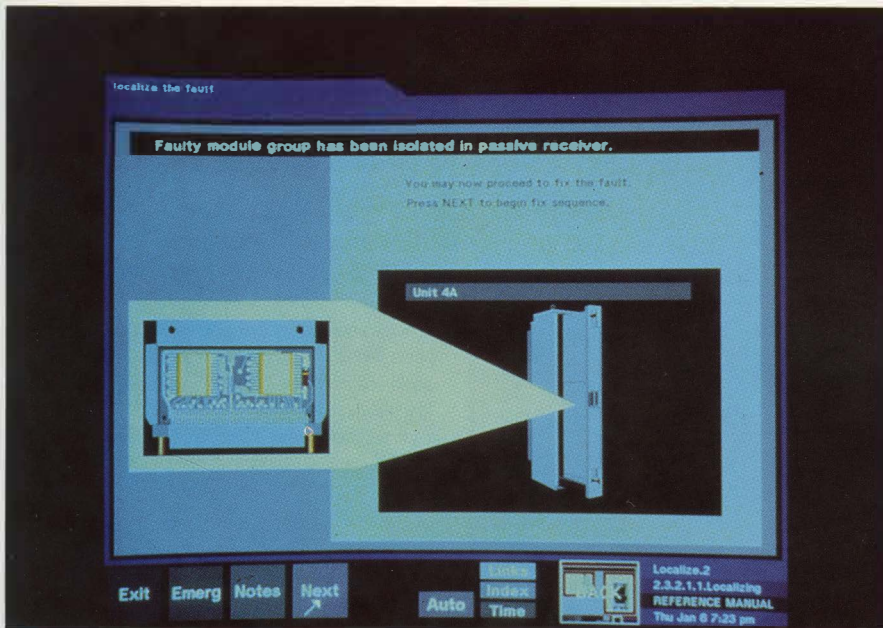 localize the fault
Faulty module group has been isolated in passive receiver.
You may now proceed to fix the fault.
Press NEXT to begin fix sequence.
Unit 4A
Exit
Emerg
Notes
Next
Auto
Links
Index
Time
BACK
Localize.2
2.3.2.1.1.Localizing
REFERENCE MANUAL
Thu Jan 6 7:23 pm